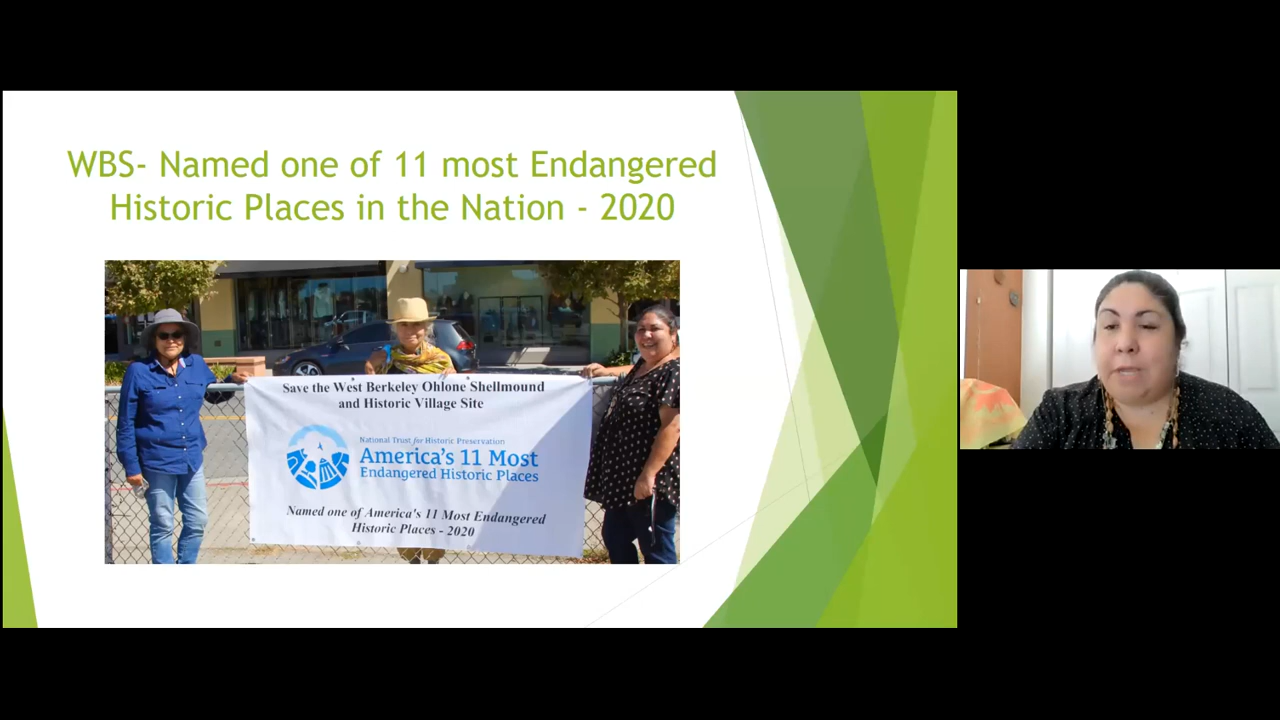 WBS- Named one of 11 most Endangered
Historic Places in the Nation - 2020
Save the West Berkeley Ohlone Shellmound
and Historic Village Site
National Trust for Historic Preservation
America's 11 Most
Endangered Historic Places
Named one of America's 11 Most Endangered
Historic Places - 2020